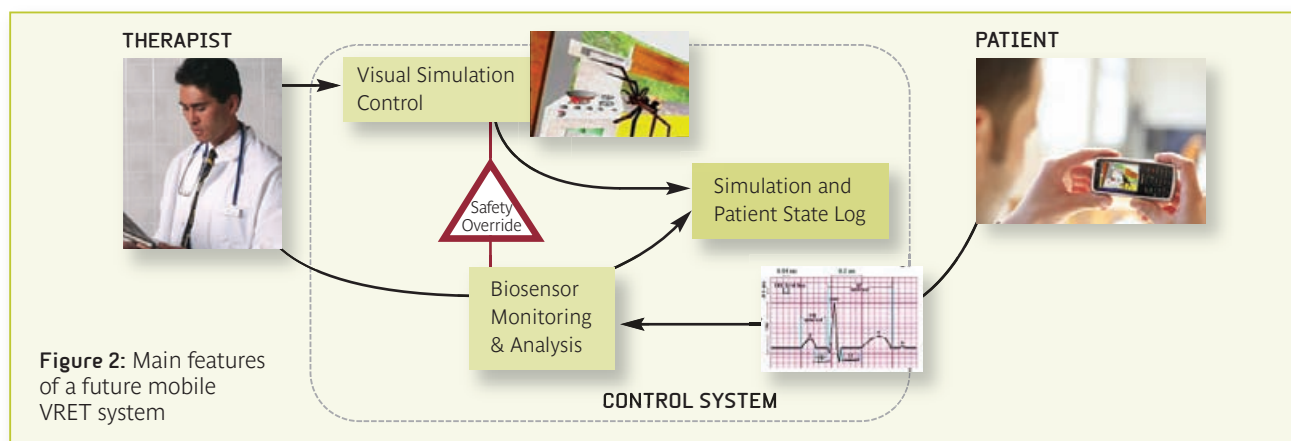 THERAPIST
PATIENT
Visual Simulation
Control
Safety
Override
Simulation and
Patient State Log
Biosensor
Monitoring
& Analysis
Figure 2: Main features
of a future mobile
VRET system
CONTROL SYSTEM